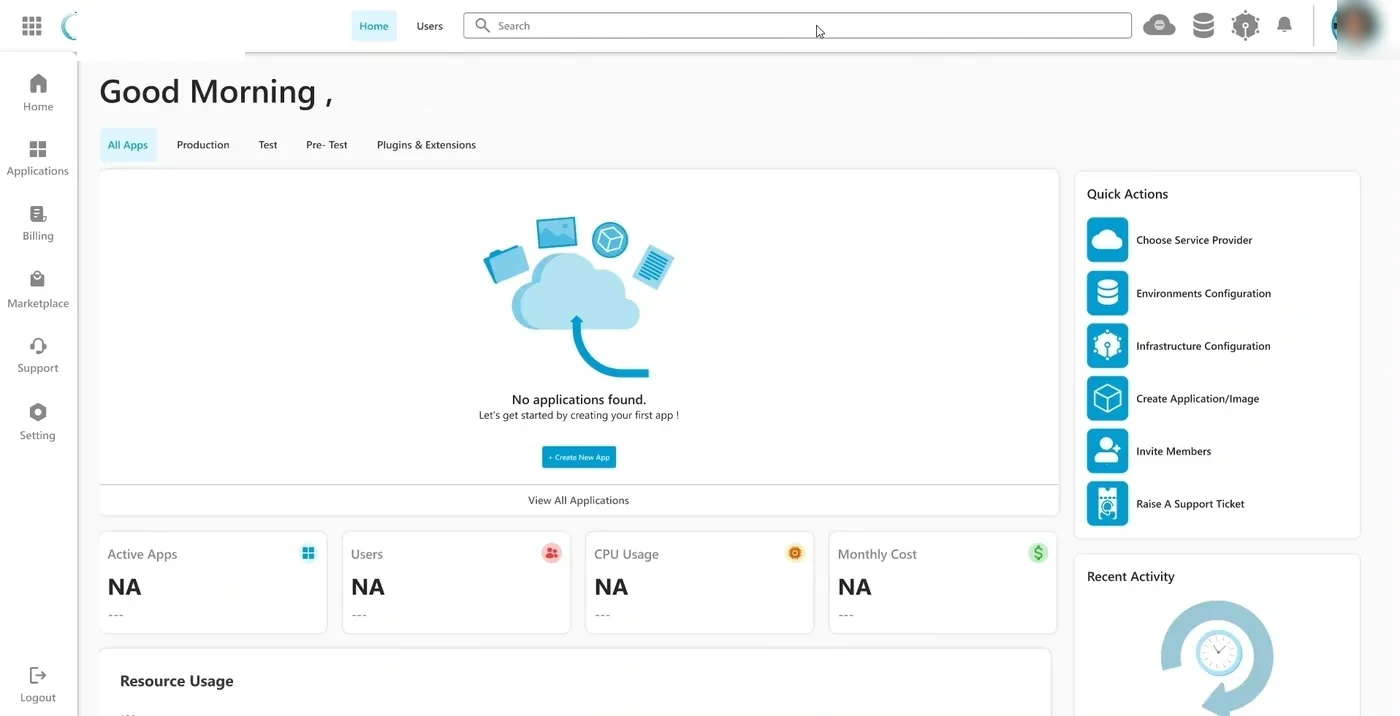 Home
Users
Search
Home
Applications
Billing
Marketplace
Support
Setting
Logout
Good Morning ,
All Apps
Production
Test
Pre- Test
Plugins & Extensions
No applications found.
Let's get started by creating your first app !
+ Create New App
View All Applications
Active Apps
NA
---
Users
NA
---
CPU Usage
NA
---
Monthly Cost
$
NA
---
Resource Usage
Quick Actions
Choose Service Provider
Environments Configuration
Infrastructure Configuration
Create Application/Image
Invite Members
Raise A Support Ticket
Recent Activity